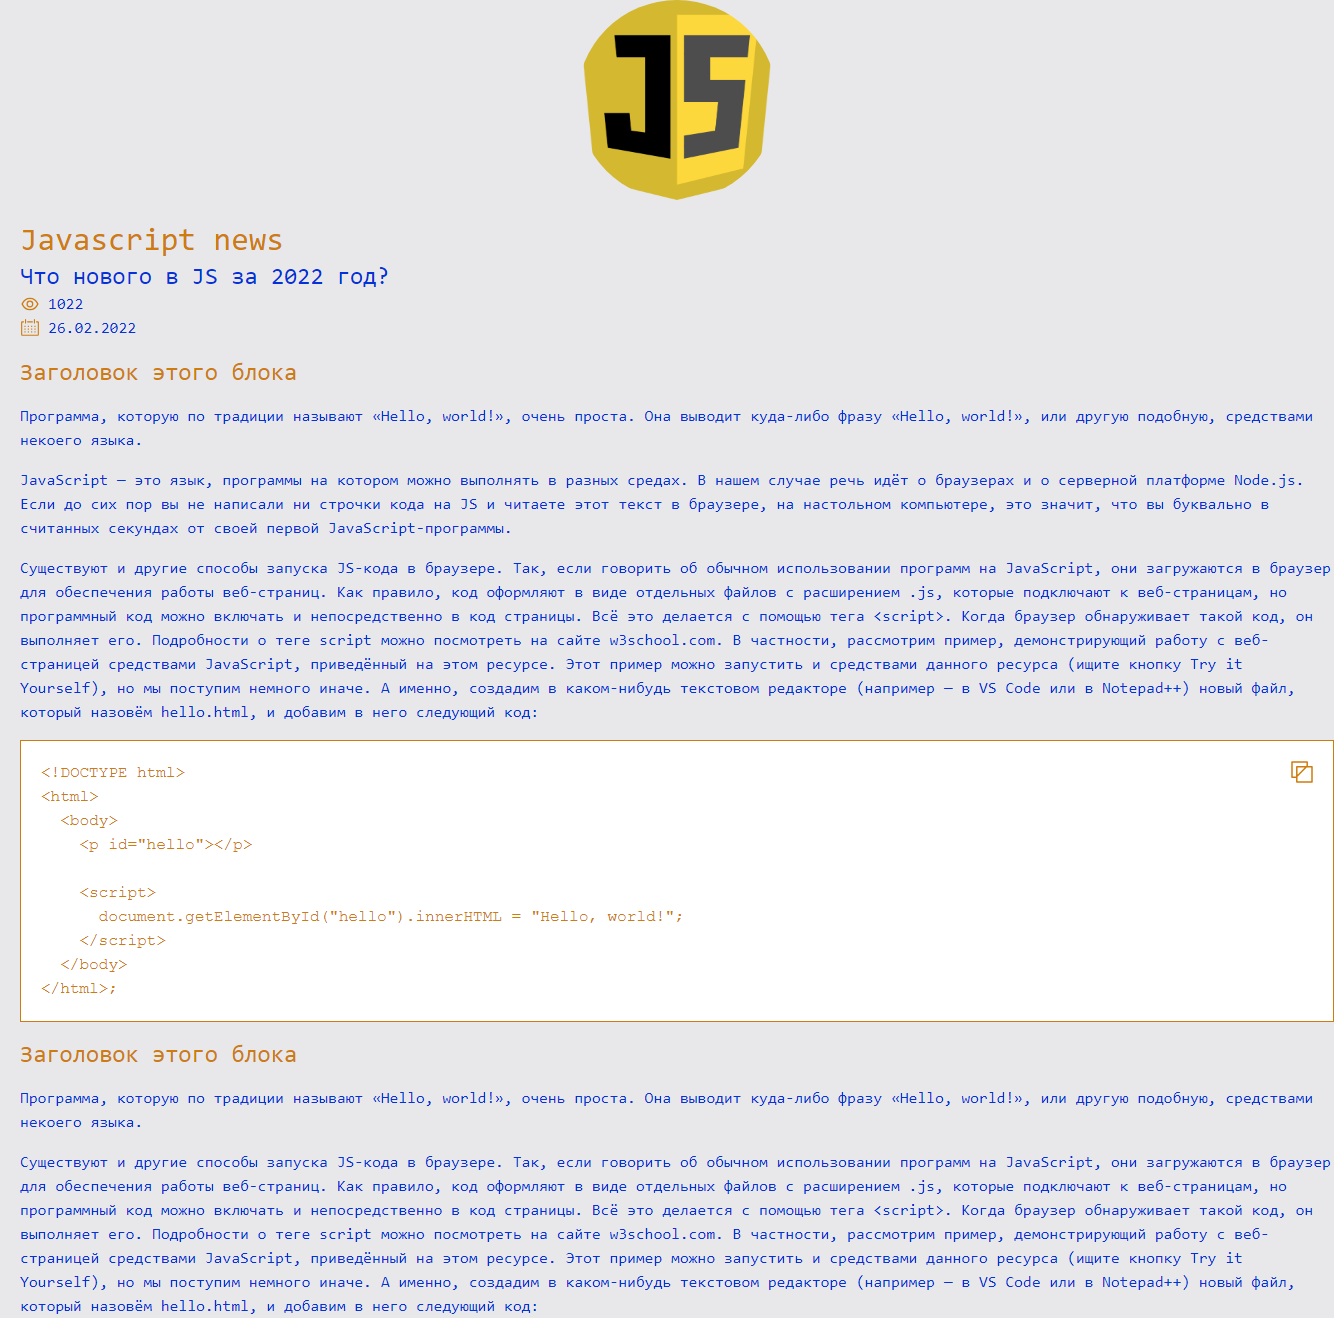 JS
Javascript news
Что нового в JS за 2022 год?
1022
26.02.2022
Заголовок этого блока
Программа, которую по традиции называют «Hello, world!», очень проста. Она выводит куда-либо фразу «Hello, world!», или другую подобную, средствами
некоего языка.
JavaScript — это язык, программы на котором можно выполнять в разных средах. В нашем случае речь идёт о браузерах и о серверной платформе Node.js.
Если до сих пор вы не написали ни строчки кода на JS и читаете этот текст в браузере, на настольном компьютере, это значит, что вы буквально в
считанных секундах от своей первой JavaScript-программы.
Существуют и другие способы запуска JS-кода в браузере. Так, если говорить об обычном использовании программ на JavaScript, они загружаются в браузер
для обеспечения работы веб-страниц. Как правило, код оформляют в виде отдельных файлов с расширением .js, которые подключают к веб-страницам, но
программный код можно включать и непосредственно в код страницы. Всё это делается с помощью тега <script>. Когда браузер обнаруживает такой код, он
выполняет его. Подробности о теге script можно посмотреть на сайте w3school.com. В частности, рассмотрим пример, демонстрирующий работу с веб-
страницей средствами JavaScript, приведённый на этом ресурсе. Этот пример можно запустить и средствами данного ресурса (ищите кнопку Try it
Yourself), но мы поступим немного иначе. А именно, создадим в каком-нибудь текстовом редакторе (например — в VS Code или в Notepad++) новый файл,
который назовём hello.html, и добавим в него следующий код:
<!DOCTYPE html>
<html>
  <body>
    <p id="hello"></p>
    <script>
      document.getElementById("hello").innerHTML = "Hello, world!";
    </script>
  </body>
</html>;
Заголовок этого блока
Программа, которую по традиции называют «Hello, world!», очень проста. Она выводит куда-либо фразу «Hello, world!», или другую подобную, средствами
некоего языка.
Существуют и другие способы запуска JS-кода в браузере. Так, если говорить об обычном использовании программ на JavaScript, они загружаются в браузер
для обеспечения работы веб-страниц. Как правило, код оформляют в виде отдельных файлов с расширением .js, которые подключают к веб-страницам, но
программный код можно включать и непосредственно в код страницы. Всё это делается с помощью тега <script>. Когда браузер обнаруживает такой код, он
выполняет его. Подробности о теге script можно посмотреть на сайте w3school.com. В частности, рассмотрим пример, демонстрирующий работу с веб-
страницей средствами JavaScript, приведённый на этом ресурсе. Этот пример можно запустить и средствами данного ресурса (ищите кнопку Try it
Yourself), но мы поступим немного иначе. А именно, создадим в каком-нибудь текстовом редакторе (например — в VS Code или в Notepad++) новый файл,
который назовём hello.html, и добавим в него следующий код: